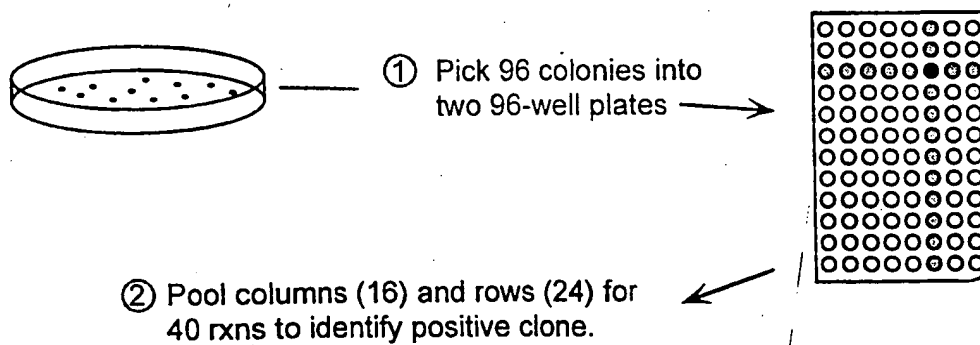 ① Pick 96 colonies into
two 96-well plates
② Pool columns (16) and rows (24) for
40 rxns to identify positive clone.